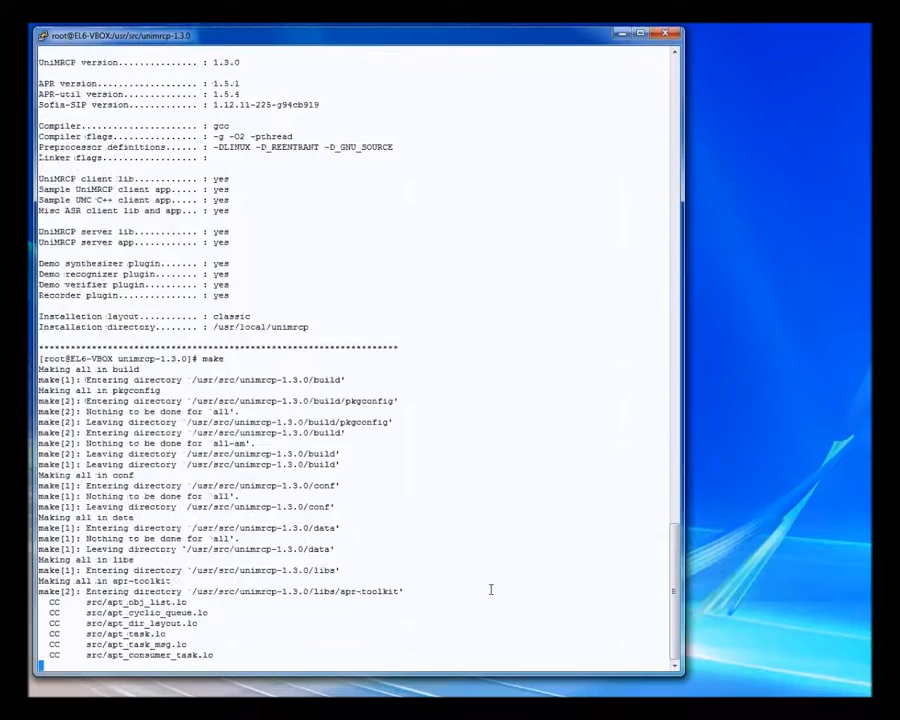 root@EL6-VBOX:/usr/src/unimrcp-1.3.0
UniMRCP version............... : 1.3.0
APR version................... : 1.5.1
APR-util version.............. : 1.5.4
Sofia-SIP version............. : 1.12.11-225-g94cb919
Compiler...................... : gcc
Compiler flags................ : -g -O2 -pthread
Preprocessor definitions...... : -DLINUX -D_REENTRANT -D_GNU_SOURCE
Linker flags.................. :
UniMRCP client lib............ : yes
Sample UniMRCP client app..... : yes
Sample UMC C++ client app..... : yes
Misc ASR client lib and app... : yes
UniMRCP server lib............ : yes
UniMRCP server app............ : yes
Demo synthesizer plugin....... : yes
Demo recognizer plugin........ : yes
Demo verifier plugin.......... : yes
Recorder plugin............... : yes
Installation layout........... : classic
Installation directory........ : /usr/local/unimrcp
******************************************************************
[root@EL6-VBOX unimrcp-1.3.0]# make
Making all in build
make[1]: Entering directory `/usr/src/unimrcp-1.3.0/build'
Making all in pkgconfig
make[2]: Entering directory `/usr/src/unimrcp-1.3.0/build/pkgconfig'
make[2]: Nothing to be done for `all'.
make[2]: Leaving directory `/usr/src/unimrcp-1.3.0/build/pkgconfig'
make[2]: Entering directory `/usr/src/unimrcp-1.3.0/build'
make[2]: Nothing to be done for `all-am'.
make[2]: Leaving directory `/usr/src/unimrcp-1.3.0/build'
make[1]: Leaving directory `/usr/src/unimrcp-1.3.0/build'
Making all in conf
make[1]: Entering directory `/usr/src/unimrcp-1.3.0/conf'
make[1]: Nothing to be done for `all'.
make[1]: Leaving directory `/usr/src/unimrcp-1.3.0/conf'
Making all in data
make[1]: Entering directory `/usr/src/unimrcp-1.3.0/data'
make[1]: Nothing to be done for `all'.
make[1]: Leaving directory `/usr/src/unimrcp-1.3.0/data'
Making all in libs
make[1]: Entering directory `/usr/src/unimrcp-1.3.0/libs'
Making all in apr-toolkit
make[2]: Entering directory `/usr/src/unimrcp-1.3.0/libs/apr-toolkit'
CC src/apt_obj_list.lo
CC src/apt_cyclic_queue.lo
CC src/apt_dir_layout.lo
CC src/apt_task.lo
CC src/apt_task_msg.lo
CC src/apt_consumer_task.lo